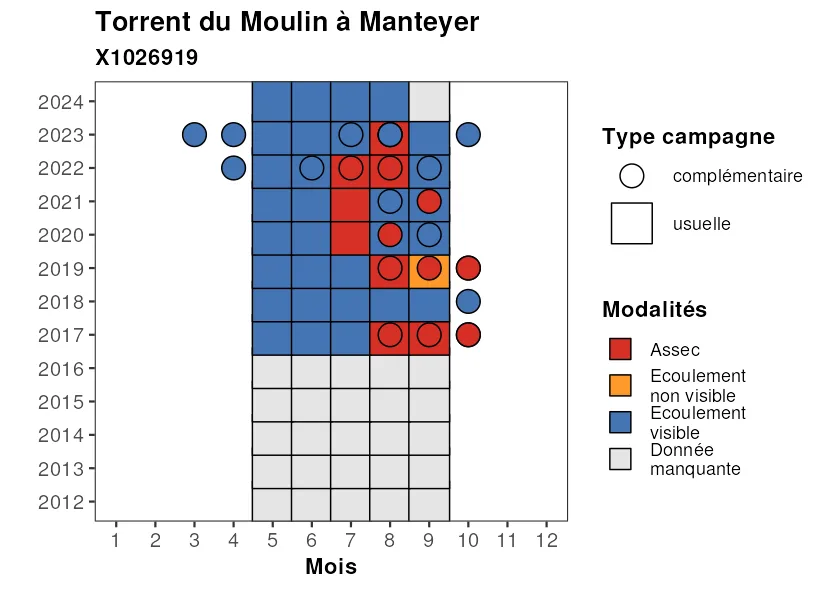 Torrent du Moulin à Manteyer
X1026919
2024
2023
2022
2021
2020
2019
2018
2017
2016
2015
2014
2013
2012
1 2 3 4 5 6 7 8 9 10 11 12
Mois
Type campagne
complémentaire
usuelle
Modalités
Assec
Ecoulement
non visible
Ecoulement
visible
Donnée
manquante